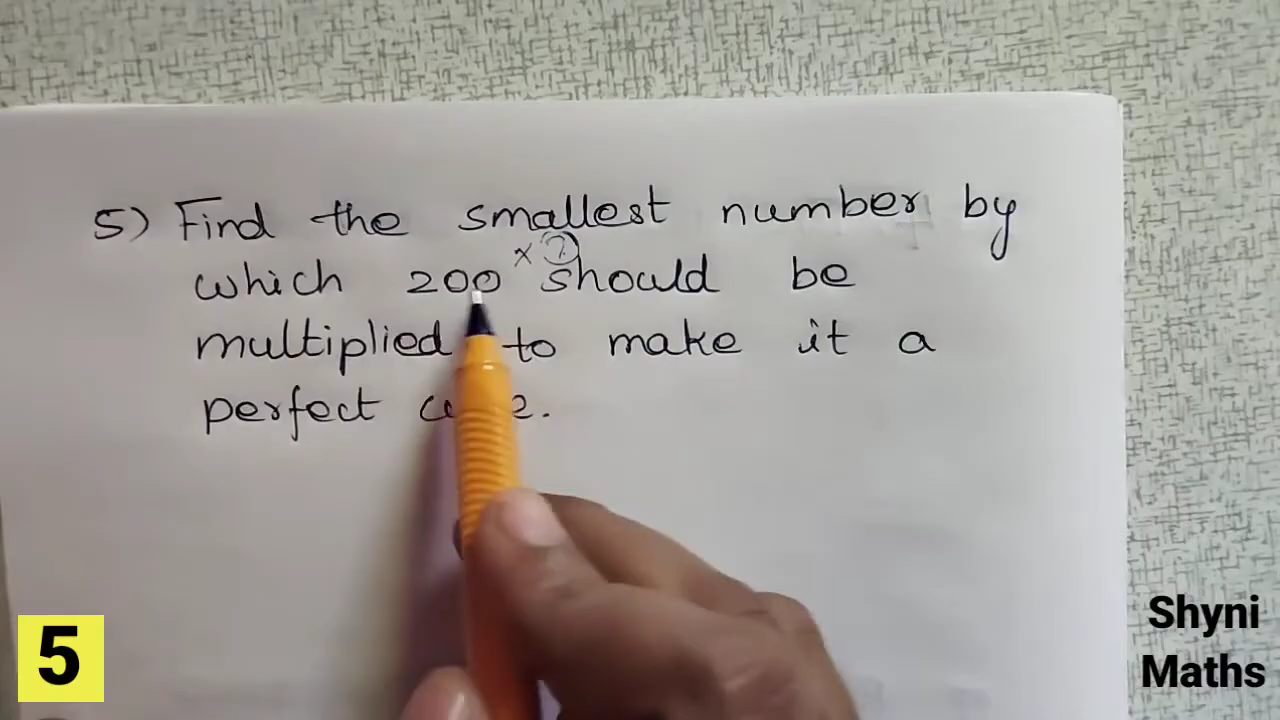 5) Find the smallest number by
× ?
which 200 should be
multiplied to make it a
perfect
5
Shyni
Maths